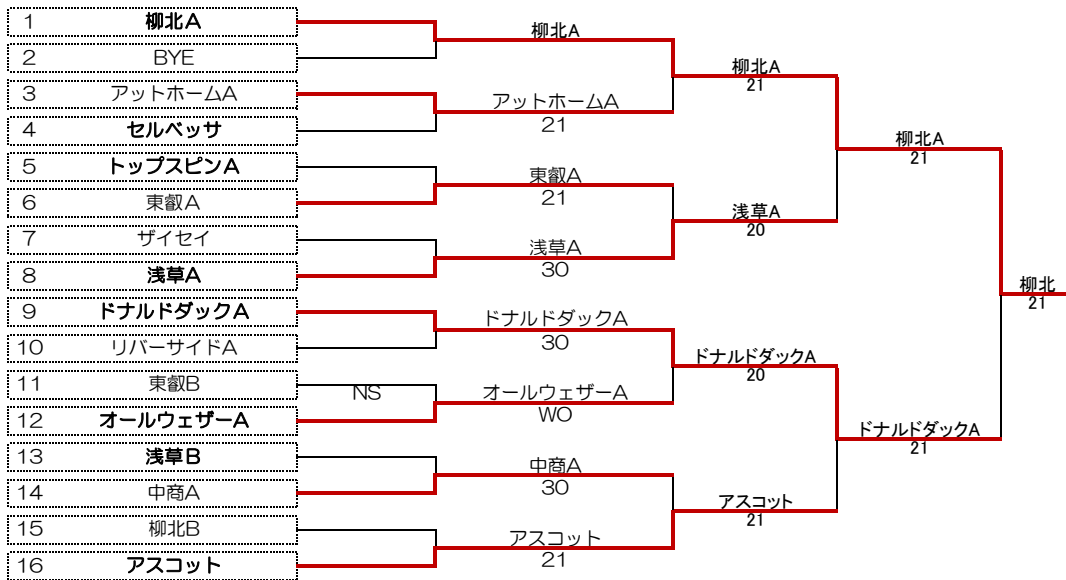 1 柳北A
2 BYE
3 アットホームA
4 セルベッサ
5 トップスピンA
6 東叡A
7 ザイセイ
8 浅草A
9 ドナルドダックA
10 リバーサイドA
11 東叡B
12 オールウェザーA
13 浅草B
14 中商A
15 柳北B
16 アスコット
NS
柳北A
アットホームA
21
東叡A
21
浅草A
30
ドナルドダックA
30
オールウェザーA
WO
中商A
30
アスコット
21
柳北A
21
浅草A
20
ドナルドダックA
20
アスコット
21
柳北A
21
ドナルドダックA
21
柳北
21